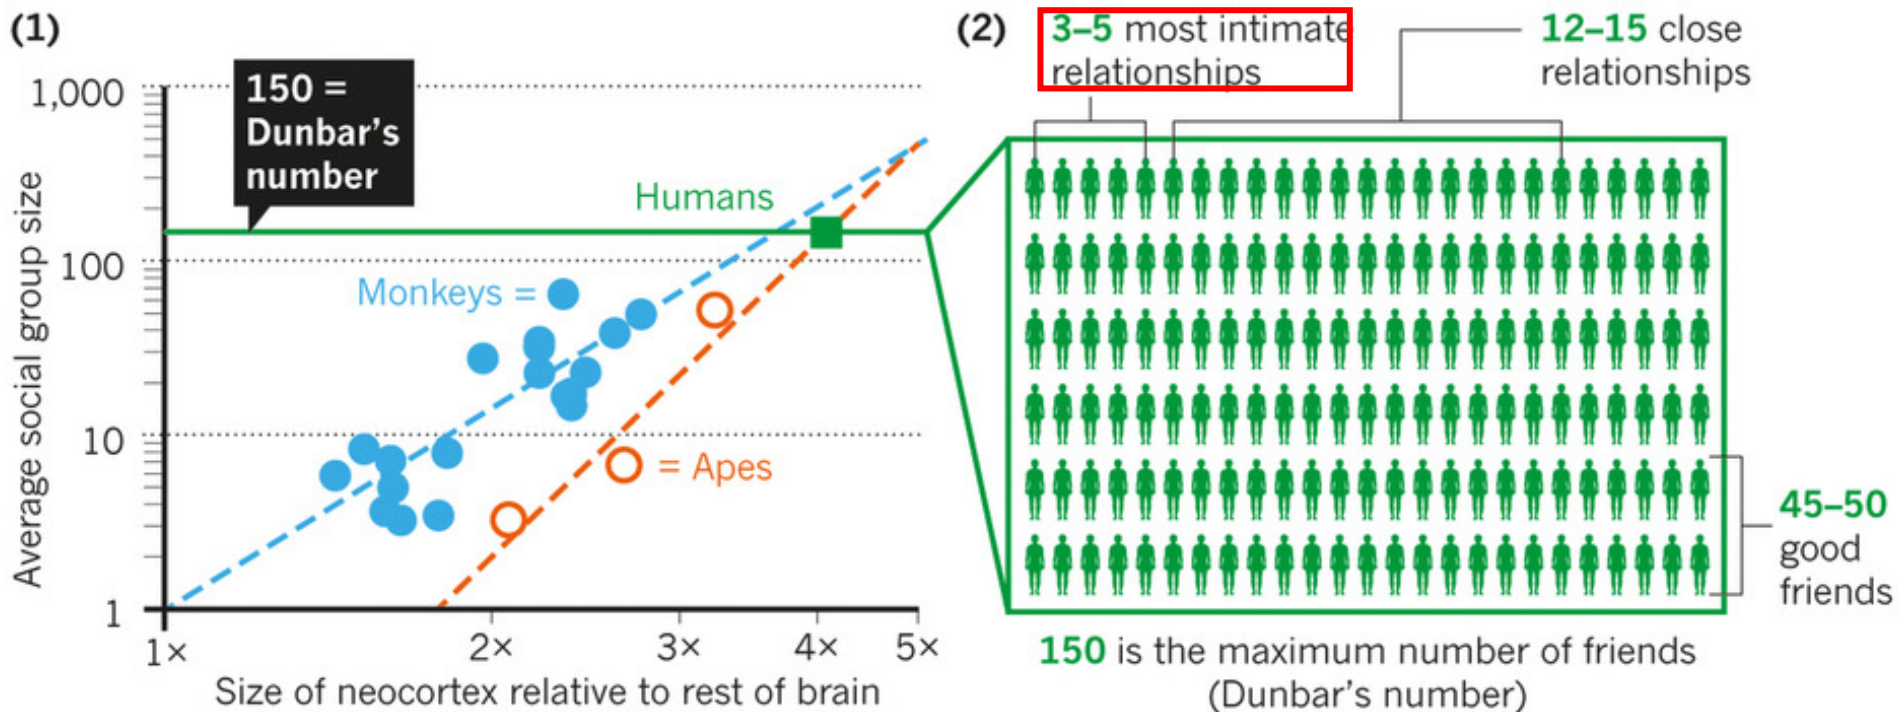 (1)
150 =
Dunbar's
number
1,000
100
10
1
Average social group size
Humans
Monkeys =
= Apes
1× 2× 3× 4× 5×
Size of neocortex relative to rest of brain
(2)
3–5 most intimate
relationships
12–15 close
relationships
45–50
good
friends
150 is the maximum number of friends
(Dunbar's number)